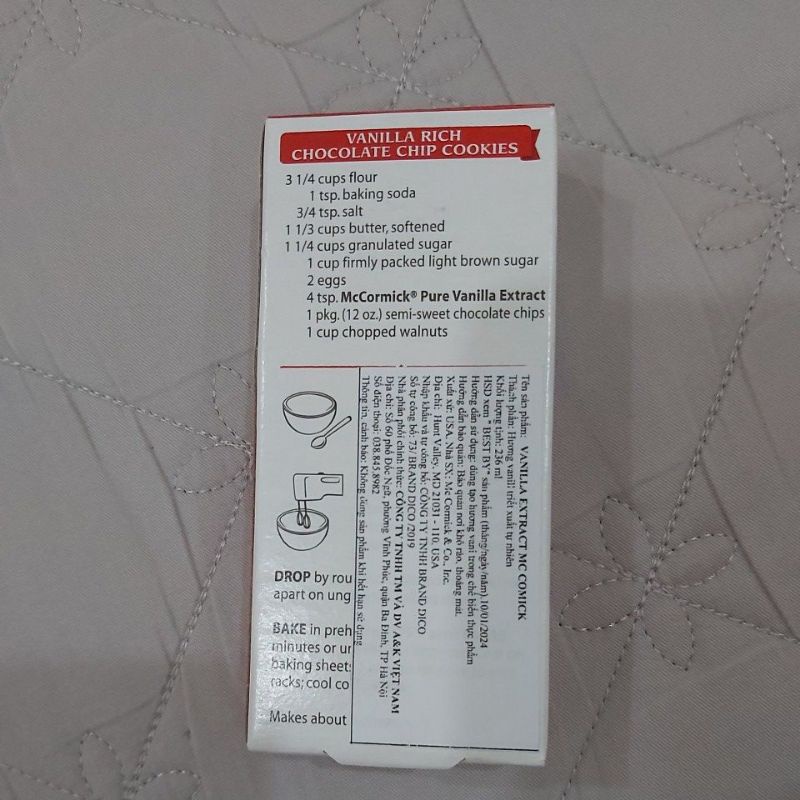 VANILLA RICH
CHOCOLATE CHIP COOKIES
3 1/4 cups flour
1 tsp. baking soda
3/4 tsp. salt
1 1/3 cups butter, softened
1 1/4 cups granulated sugar
1 cup firmly packed light brown sugar
2 eggs
4 tsp. McCormick® Pure Vanilla Extract
1 pkg. (12 oz.) semi-sweet chocolate chips
1 cup chopped walnuts
DROP by rou
apart on ung
BAKE in preh
minutes or ur
baking sheet:
racks; cool co
Makes about
Tên sản phẩm: VANILLA EXTRACT MC COMICK
Thành phần: Hương vanili triết xuất tự nhiên
Khối lượng tịnh: 236 ml
HSD xem " BEST BY" sản phẩm (tháng/ngày/năm) 10/01/2024
Hướng dẫn sử dụng: dùng tạo hương vani trong chế biến thực phẩm
Hướng dẫn bảo quản: Bảo quản nơi khô ráo, thoáng mát.
Xuất xứ: USA. Nhà SX: Mc Cormick & Co., Inc.
Địa chỉ: Hunt Valley, MD 21031 - 110, USA
Nhập khẩu và tự công bố: CÔNG TY TNHH BRAND DICO
Số tự công bố: 73/ BRAND DICO /2019
Nhà phân phối chính thức: CÔNG TY TNHH TM VÀ DV A&K VIỆT NAM
Địa chỉ: Số 60 phố Đốc Ngữ, phường Vĩnh Phúc, quận Ba Đình, TP Hà Nội
Số điện thoại: 038.845.8982
Thông tin, cảnh báo: Không dùng sản phẩm khi hết hạn sử dụng